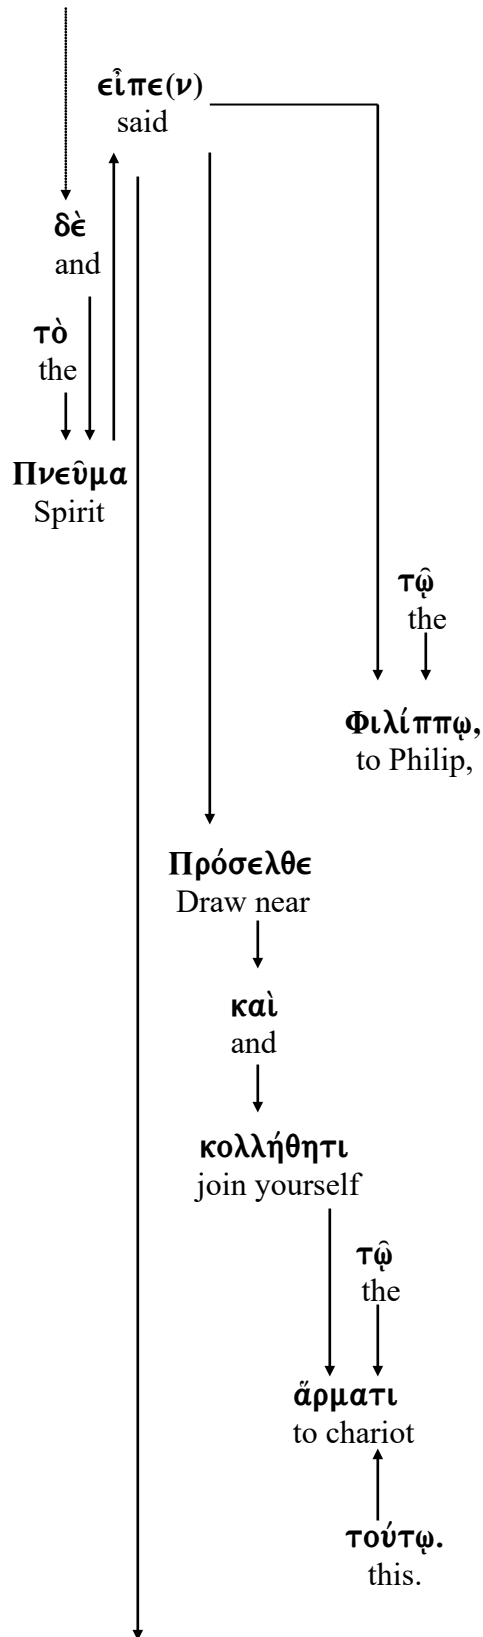 εἶπε(ν)
said
δὲ
and
τὸ
the
Πνεῦμα
Spirit
τῷ
the
Φιλίππῳ,
to Philip,
Πρόσελθε
Draw near
καὶ
and
κολλήθητι
join yourself
τῷ
the
ἅρματι
to chariot
τούτῳ.
this.